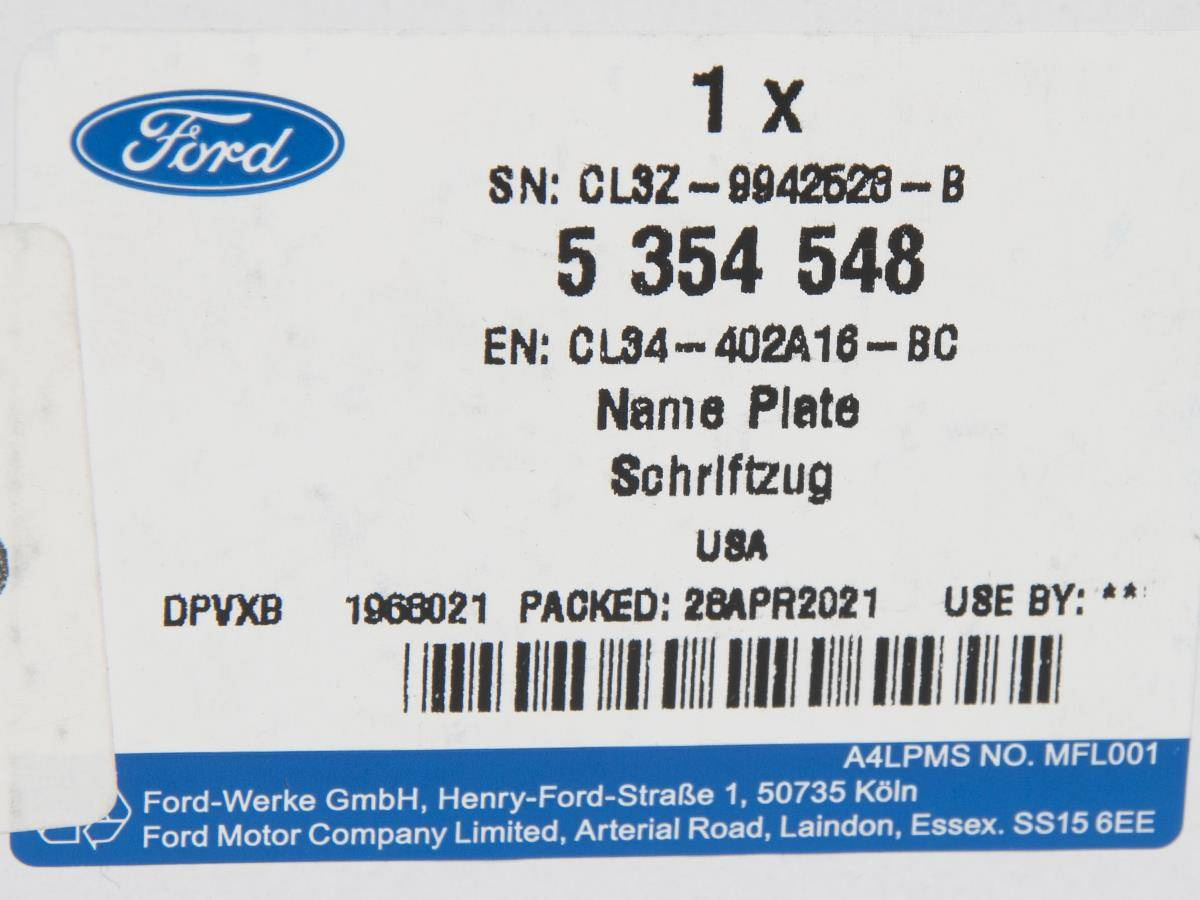 Ford
1 x
SN: CL3Z-9942528-B
5 354 548
EN: CL34-402A16-BC
Name Plate
Schriftzug
USA
DPVXB 1968021 PACKED: 28APR2021 USE BY: **
A4LPMS NO. MFL001
Ford-Werke GmbH, Henry-Ford-Straße 1, 50735 Köln
Ford Motor Company Limited, Arterial Road, Laindon, Essex. SS15 6EE